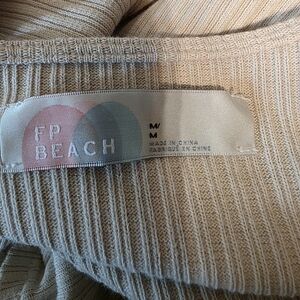 FP
BEACH
M/
M
MADE IN CHINA
FABRIQUÉ EN CHINE